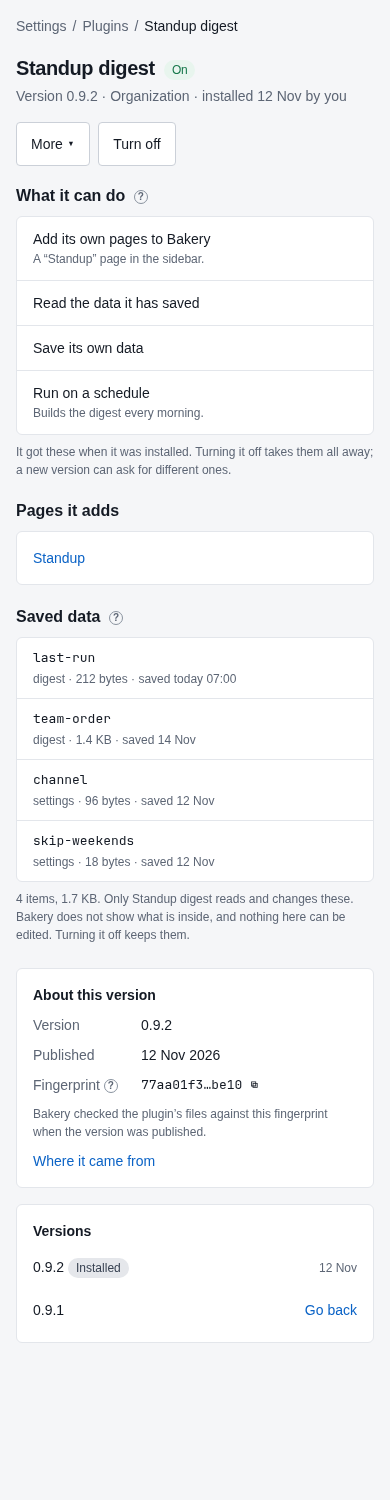 Settings / Plugins / Standup digest
Standup digest On
Version 0.9.2 · Organization · installed 12 Nov by you
More ▾ Turn off
What it can do ?
Add its own pages to Bakery
A “Standup” page in the sidebar.
Read the data it has saved
Save its own data
Run on a schedule
Builds the digest every morning.
It got these when it was installed. Turning it off takes them all away;
a new version can ask for different ones.
Pages it adds
Standup
Saved data ?
last-run
digest · 212 bytes · saved today 07:00
team-order
digest · 1.4 KB · saved 14 Nov
channel
settings · 96 bytes · saved 12 Nov
skip-weekends
settings · 18 bytes · saved 12 Nov
4 items, 1.7 KB. Only Standup digest reads and changes these.
Bakery does not show what is inside, and nothing here can be
edited. Turning it off keeps them.
About this version
Version 0.9.2
Published 12 Nov 2026
Fingerprint ? 77aa01f3…be10
Bakery checked the plugin’s files against this fingerprint
when the version was published.
Where it came from
Versions
0.9.2 Installed 12 Nov
0.9.1 Go back